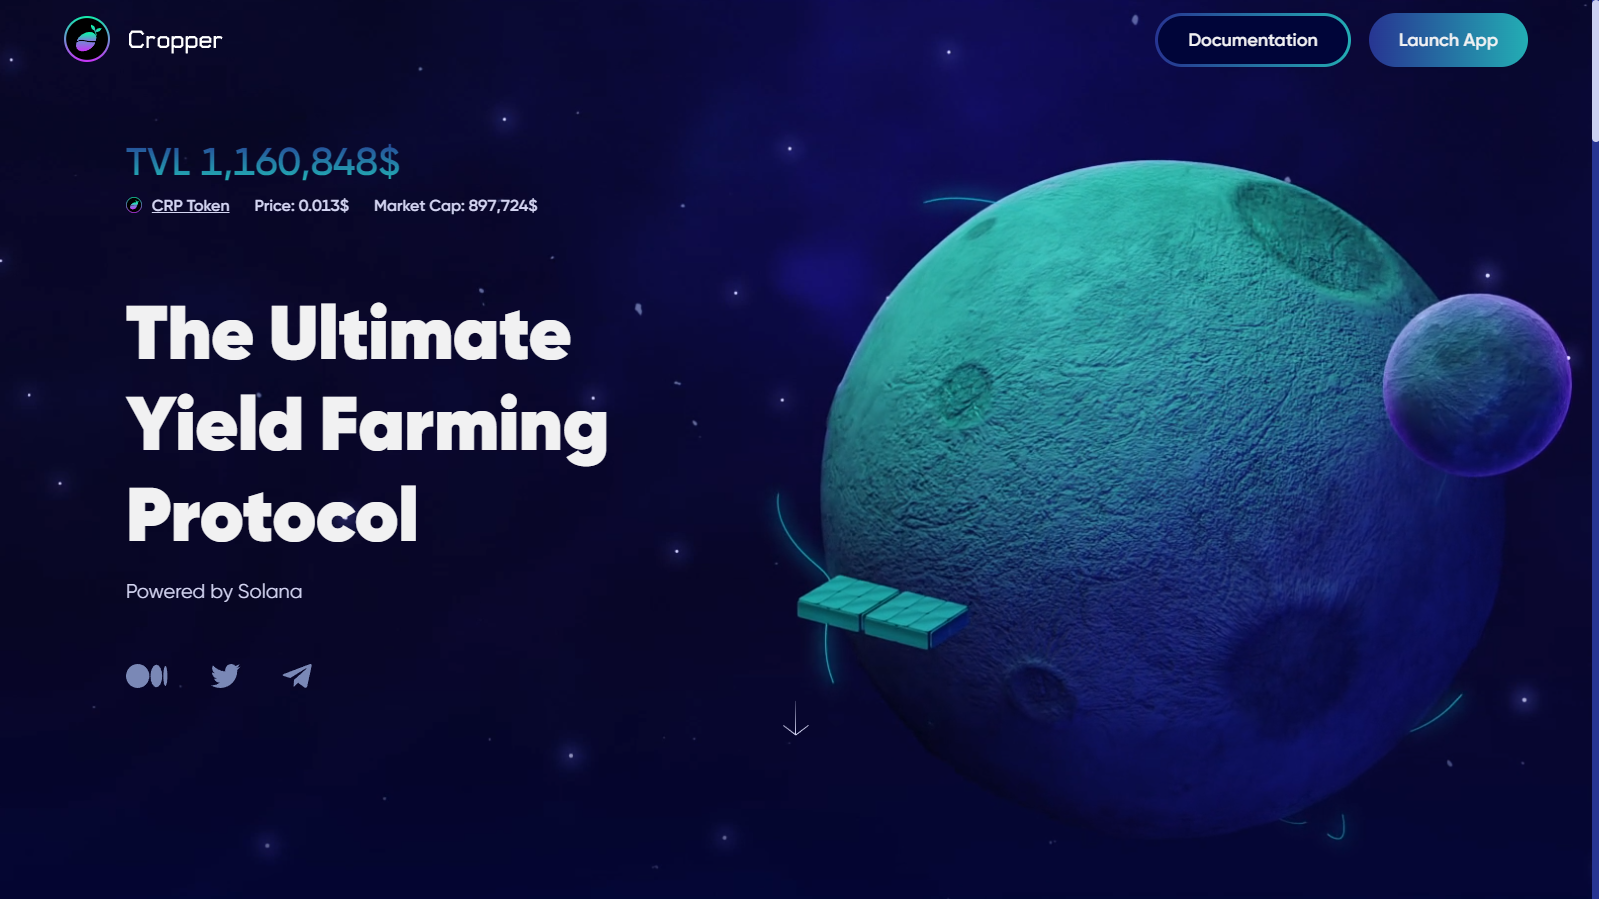 Cropper
Documentation
Launch App
TVL 1,160,848$
CRP Token Price: 0.013$ Market Cap: 897,724$
The Ultimate
Yield Farming
Protocol
Powered by Solana